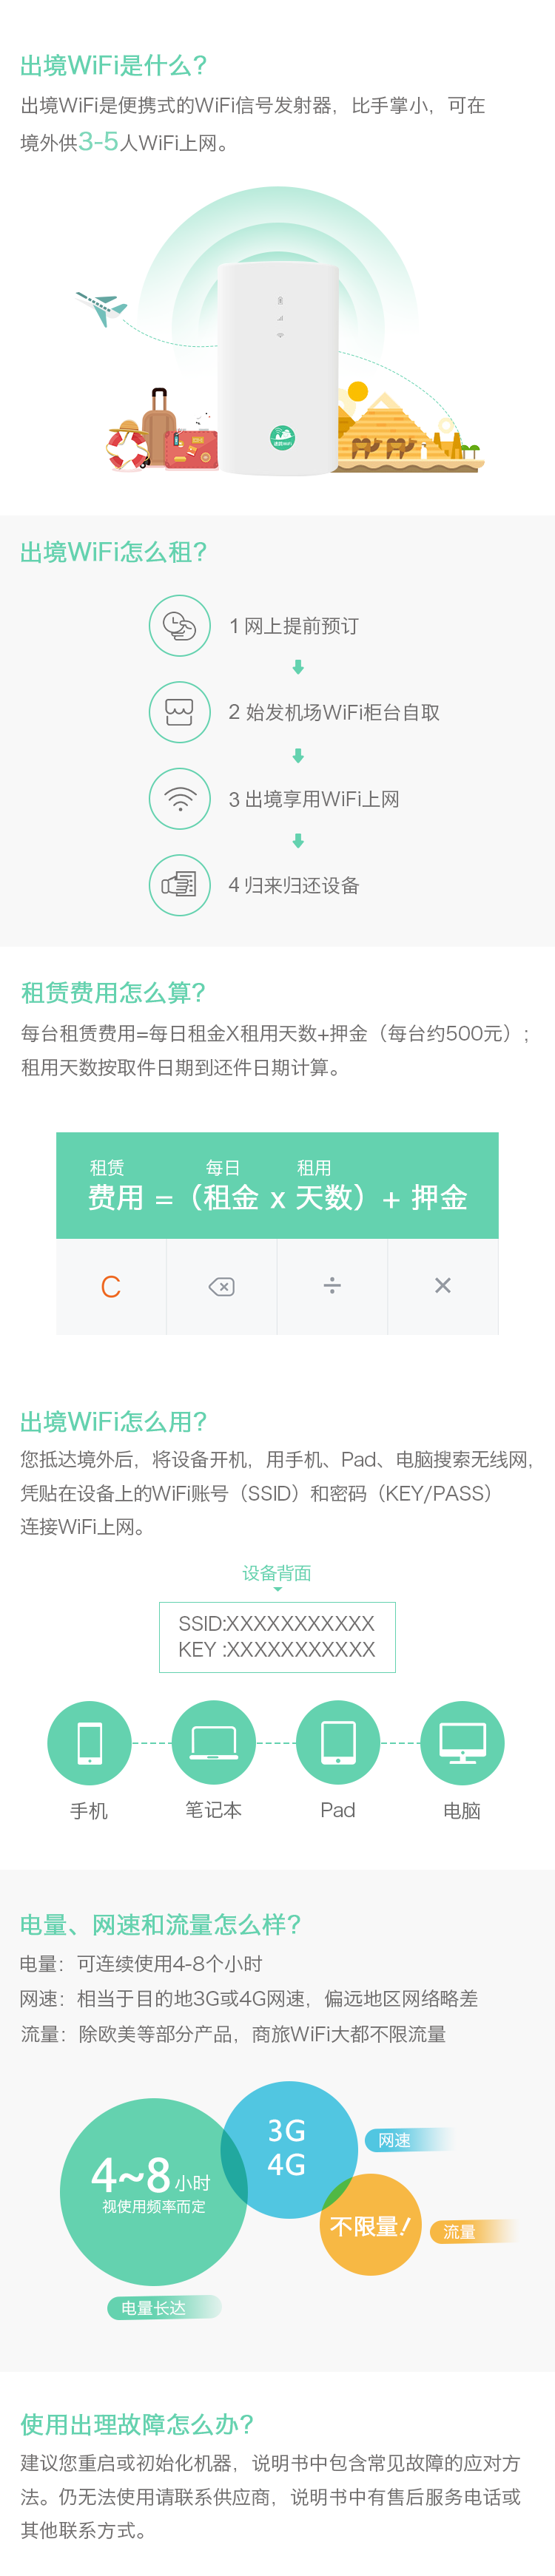 出境WiFi是什么?
出境WiFi是便携式的WiFi信号发射器，比手掌小，可在
境外供3-5人WiFi上网。
出境WiFi怎么租?
1 网上提前预订
2 始发机场WiFi柜台自取
3 出境享用WiFi上网
4 归来归还设备
租赁费用怎么算?
每台租赁费用=每日租金X租用天数+押金（每台约500元）；
租用天数按取件日期到还件日期计算。
租赁 每日 租用
费用 =（租金 x 天数）+ 押金
C ÷ ×
出境WiFi怎么用?
您抵达境外后，将设备开机，用手机、Pad、电脑搜索无线网，
凭贴在设备上的WiFi账号（SSID）和密码（KEY/PASS）
连接WiFi上网。
设备背面
SSID:XXXXXXXXXXX
KEY :XXXXXXXXXXX
手机 笔记本 Pad 电脑
电量、网速和流量怎么样?
电量：可连续使用4-8个小时
网速：相当于目的地3G或4G网速，偏远地区网络略差
流量：除欧美等部分产品，商旅WiFi大都不限流量
3G
4G
网速
4~8小时
视使用频率而定
不限量!
流量
电量长达
使用出理故障怎么办?
建议您重启或初始化机器，说明书中包含常见故障的应对方
法。仍无法使用请联系供应商，说明书中有售后服务电话或
其他联系方式。